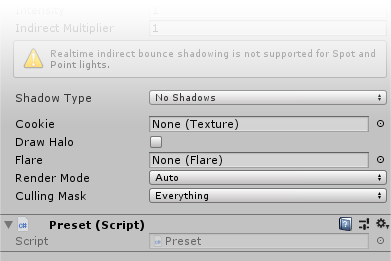 Intensity 1
Indirect Multiplier 1
Realtime indirect bounce shadowing is not supported for Spot and
Point lights.
Shadow Type No Shadows
Cookie None (Texture)
Draw Halo
Flare None (Flare)
Render Mode Auto
Culling Mask Everything
Preset (Script)
Script Preset